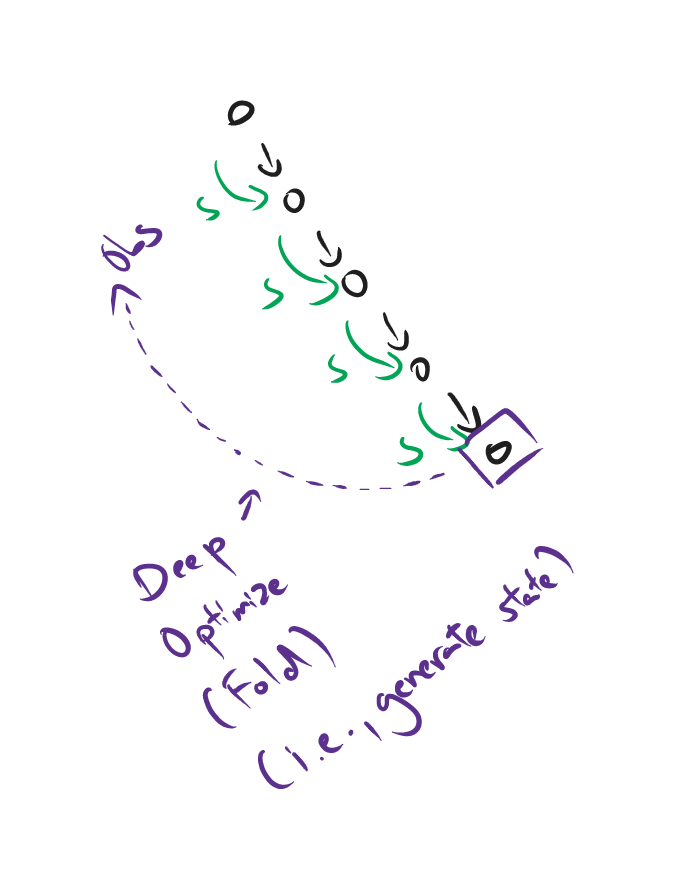 o
s
o
Obs
s
o
s
o
s
o
Deep
Optimize
(Fold)
(i.e., generate state)